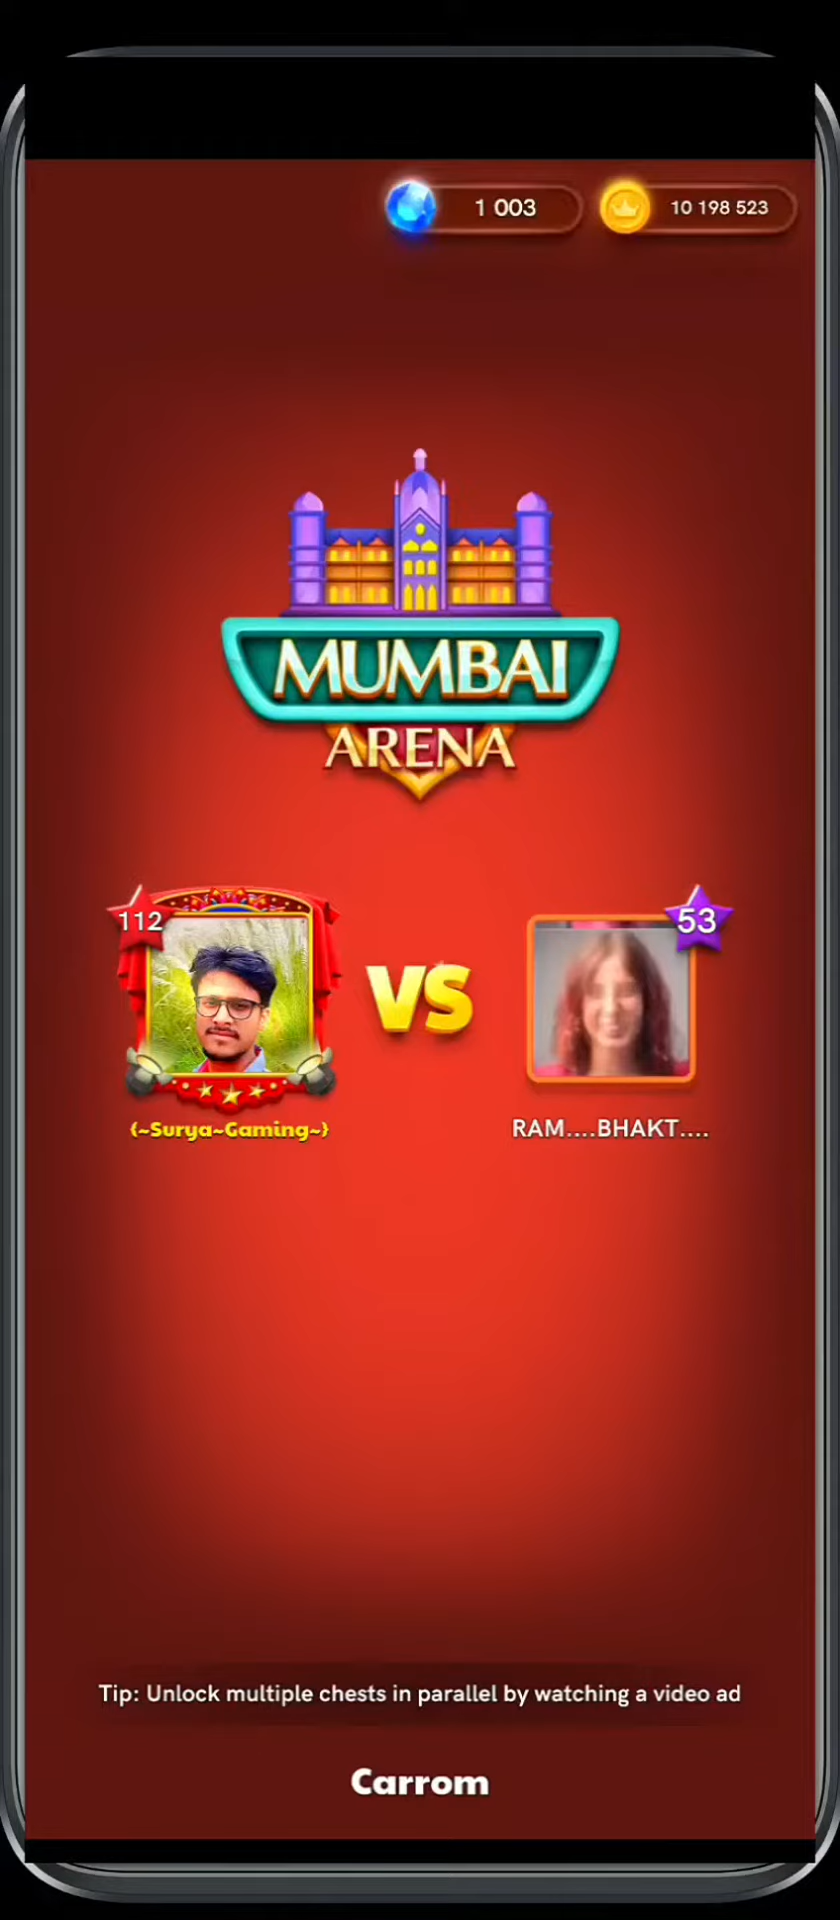 1 003
10 198 523
MUMBAI
ARENA
112
53
VS
{~Surya~Gaming~}
RAM....BHAKT....
Tip: Unlock multiple chests in parallel by watching a video ad
Carrom